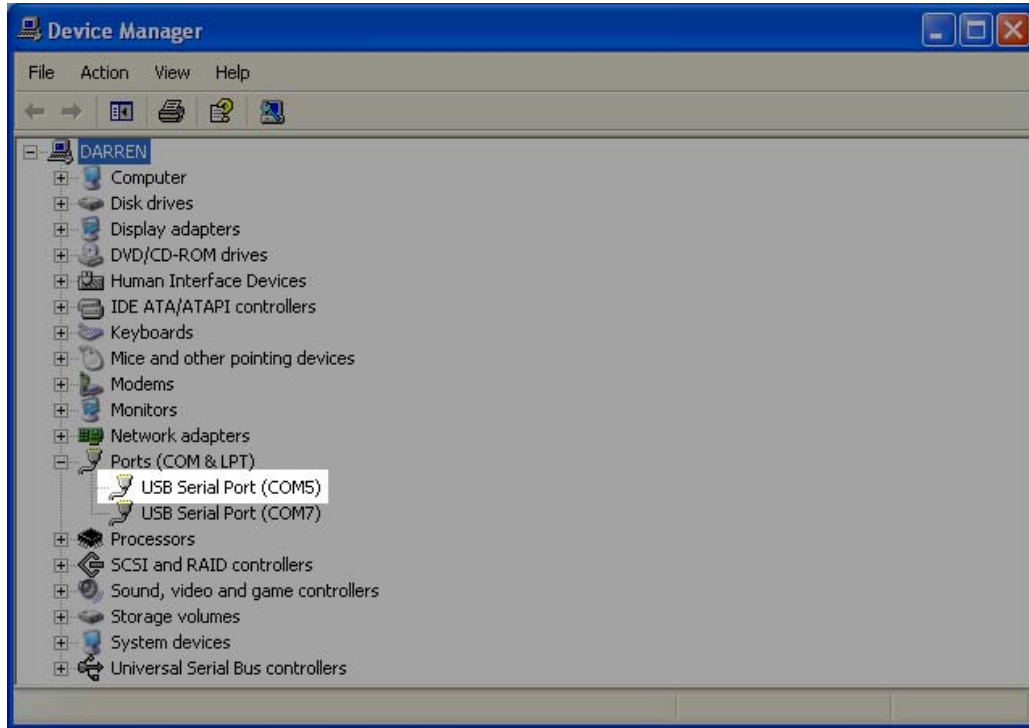 Device Manager
File Action View Help
DARREN
Computer
Disk drives
Display adapters
DVD/CD-ROM drives
Human Interface Devices
IDE ATA/ATAPI controllers
Keyboards
Mice and other pointing devices
Modems
Monitors
Network adapters
Ports (COM & LPT)
USB Serial Port (COM5)
USB Serial Port (COM7)
Processors
SCSI and RAID controllers
Sound, video and game controllers
Storage volumes
System devices
Universal Serial Bus controllers